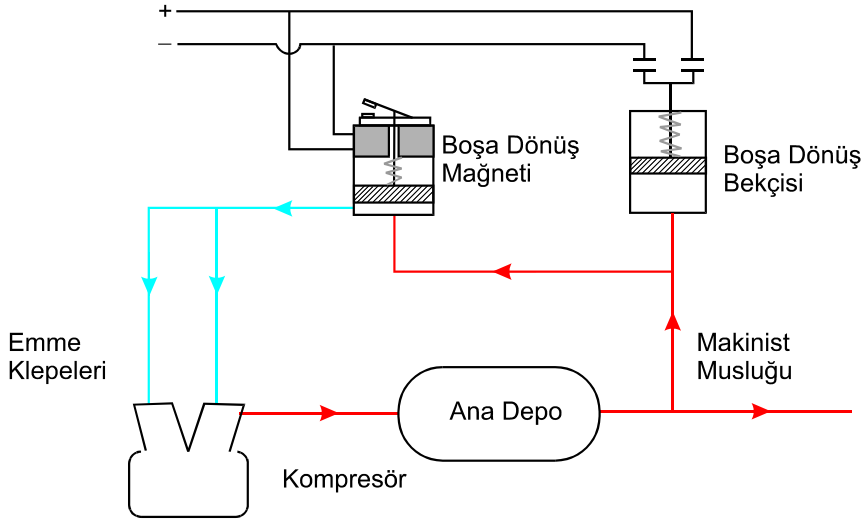 +
–
Boşa Dönüş
Mağneti
Boşa Dönüş
Bekçisi
Emme
Klepeleri
Makinist
Musluğu
Ana Depo
Kompresör